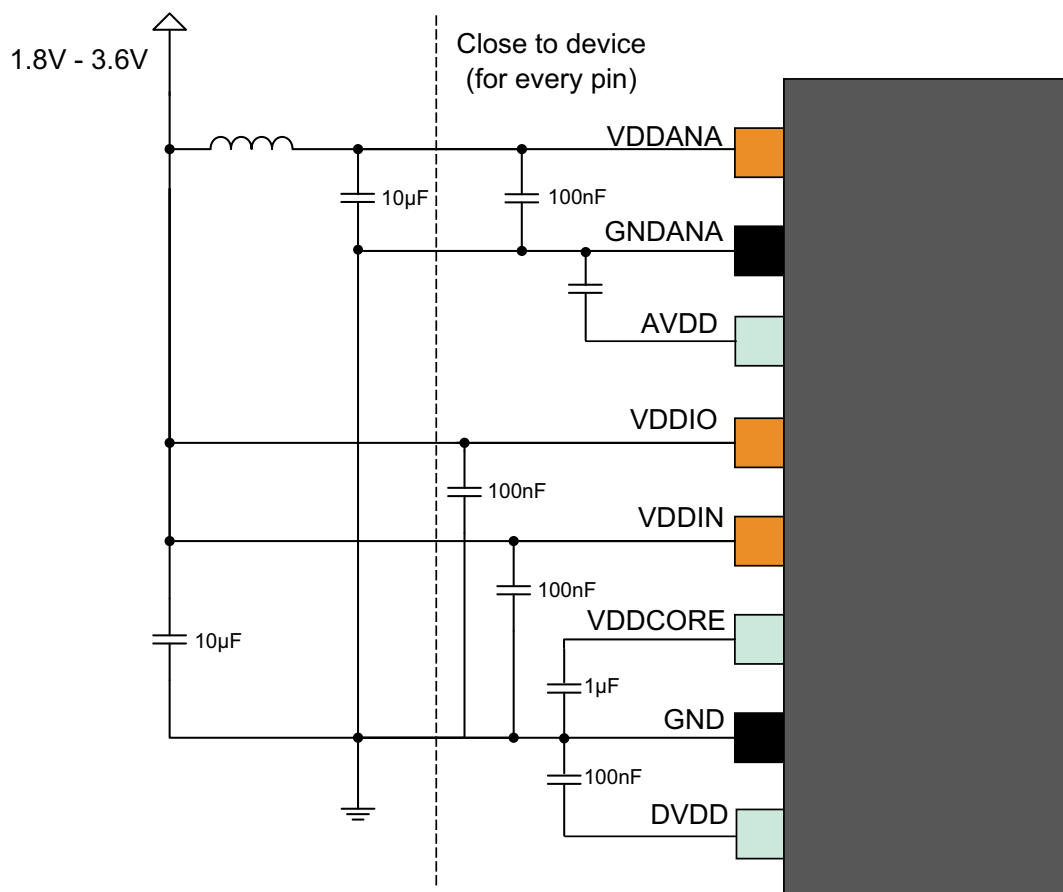 1.8V - 3.6V
Close to device
(for every pin)
VDDANA
10µF
100nF
GNDANA
AVDD
VDDIO
100nF
VDDIN
100nF
VDDCORE
10µF
1µF
GND
100nF
DVDD